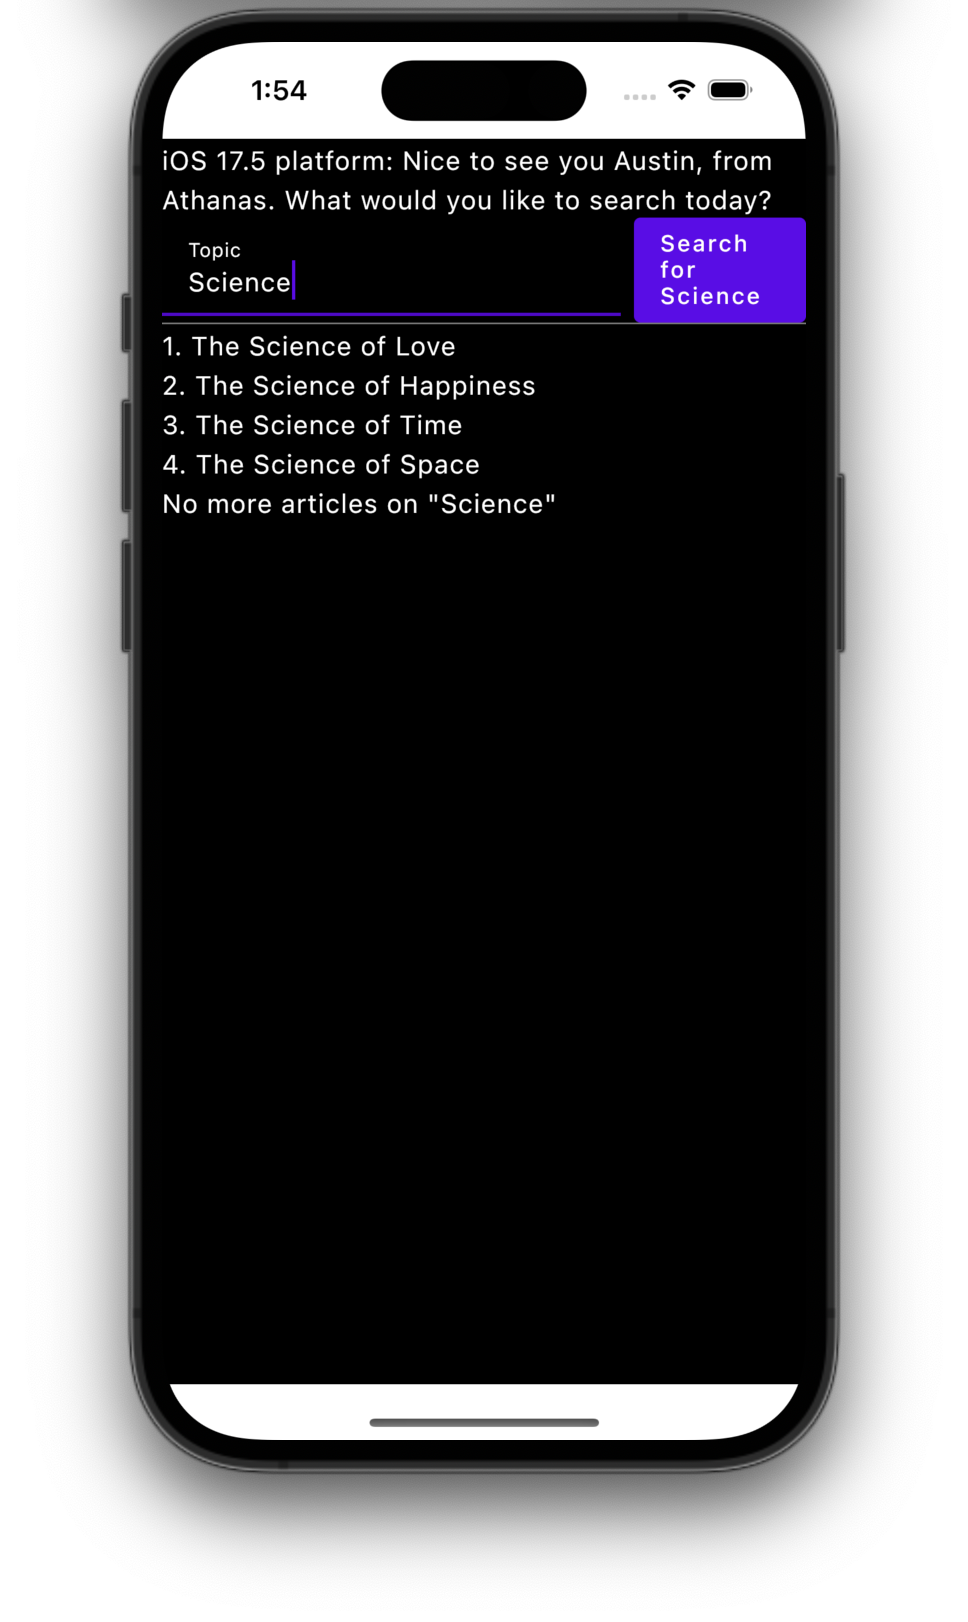 1:54
iOS 17.5 platform: Nice to see you Austin, from
Athanas. What would you like to search today?
Topic
Science
Search
for
Science
1. The Science of Love
2. The Science of Happiness
3. The Science of Time
4. The Science of Space
No more articles on "Science"